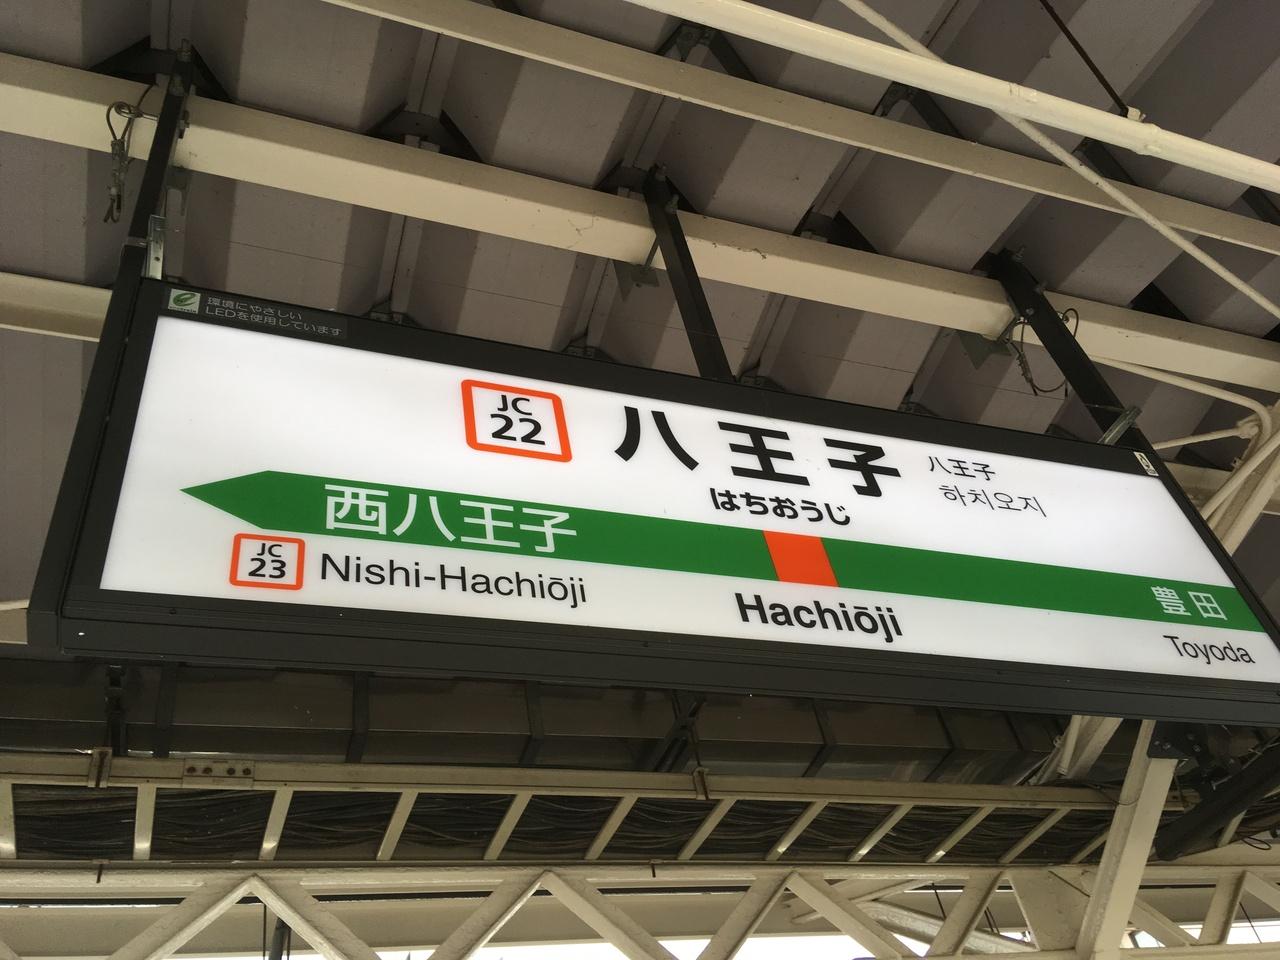 環境にやさしい
LEDを使用しています
JC
22
八王子
はちおうじ
八王子
하치오지
西八王子
豊田
JC
23
Nishi-Hachiōji
Hachiōji
Toyoda